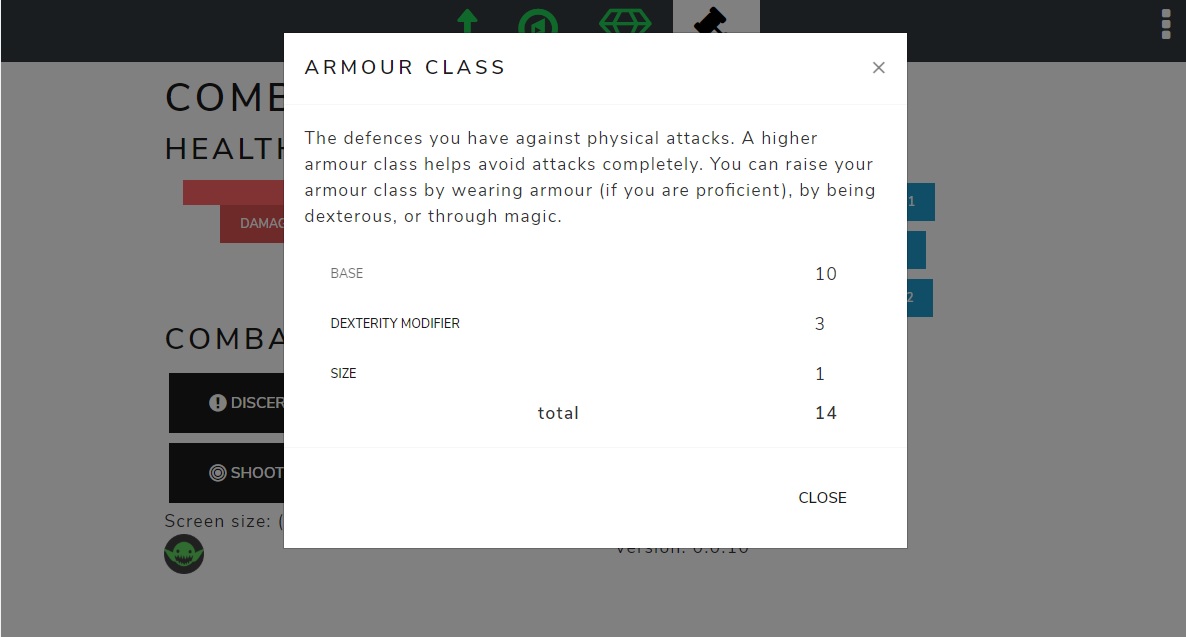 ARMOUR CLASS ×
The defences you have against physical attacks. A higher
armour class helps avoid attacks completely. You can raise your
armour class by wearing armour (if you are proficient), by being
dexterous, or through magic.
BASE 10
DEXTERITY MODIFIER 3
SIZE 1
total 14
CLOSE
COME
HEALTH
DAMAG
1
2
COMBA
DISCER
SHOOT
Screen size: (
version: 0.0.10